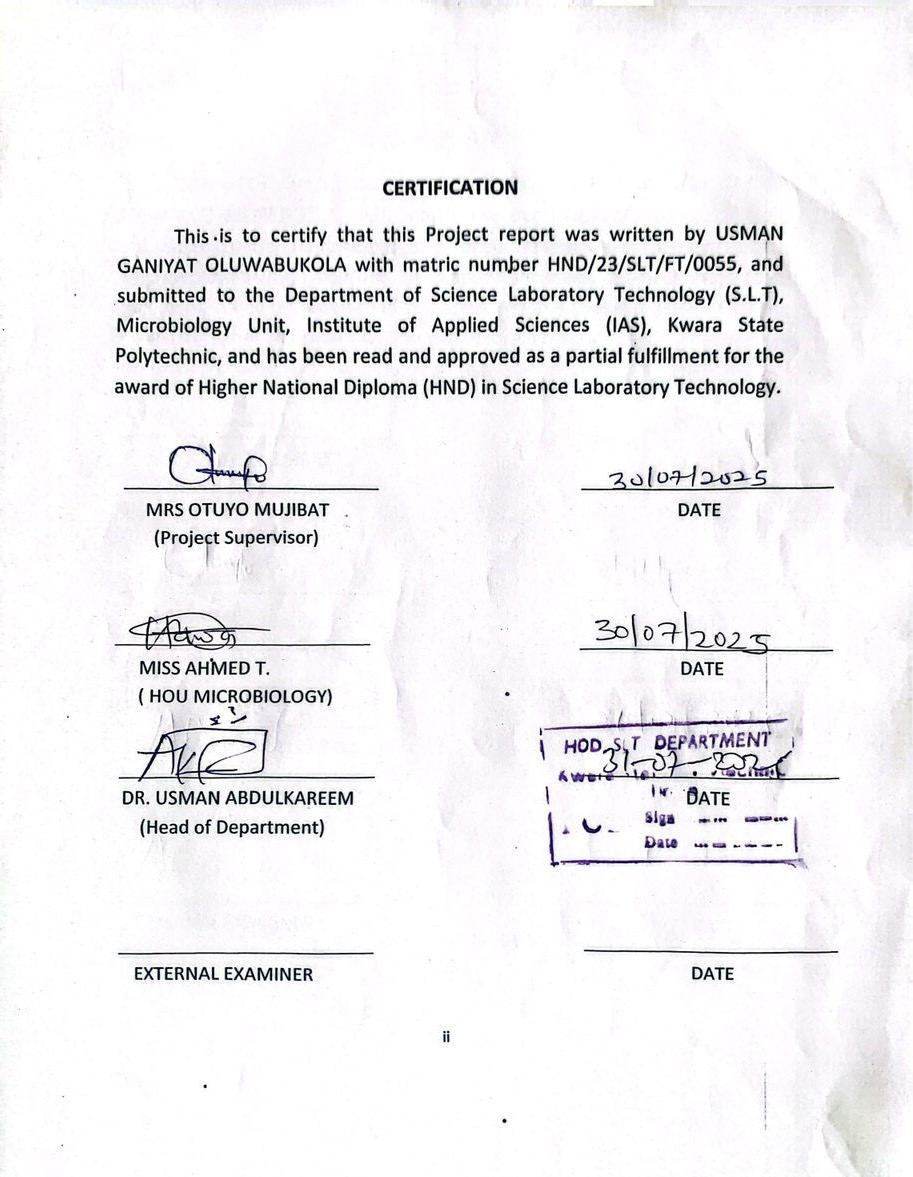 CERTIFICATION
This is to certify that this Project report was written by USMAN
GANIYAT OLUWABUKOLA with matric number HND/23/SLT/FT/0055, and
submitted to the Department of Science Laboratory Technology (S.L.T),
Microbiology Unit, Institute of Applied Sciences (IAS), Kwara State
Polytechnic, and has been read and approved as a partial fulfillment for the
award of Higher National Diploma (HND) in Science Laboratory Technology.
30/07/2025
MRS OTUYO MUJIBAT
DATE
(Project Supervisor)
30/07/2025
MISS AHMED T.
DATE
( HOU MICROBIOLOGY)
HOD SLT DEPARTMENT
31-07-2025
DR. USMAN ABDULKAREEM
DATE
(Head of Department)
Sign
Date
EXTERNAL EXAMINER
DATE
ii